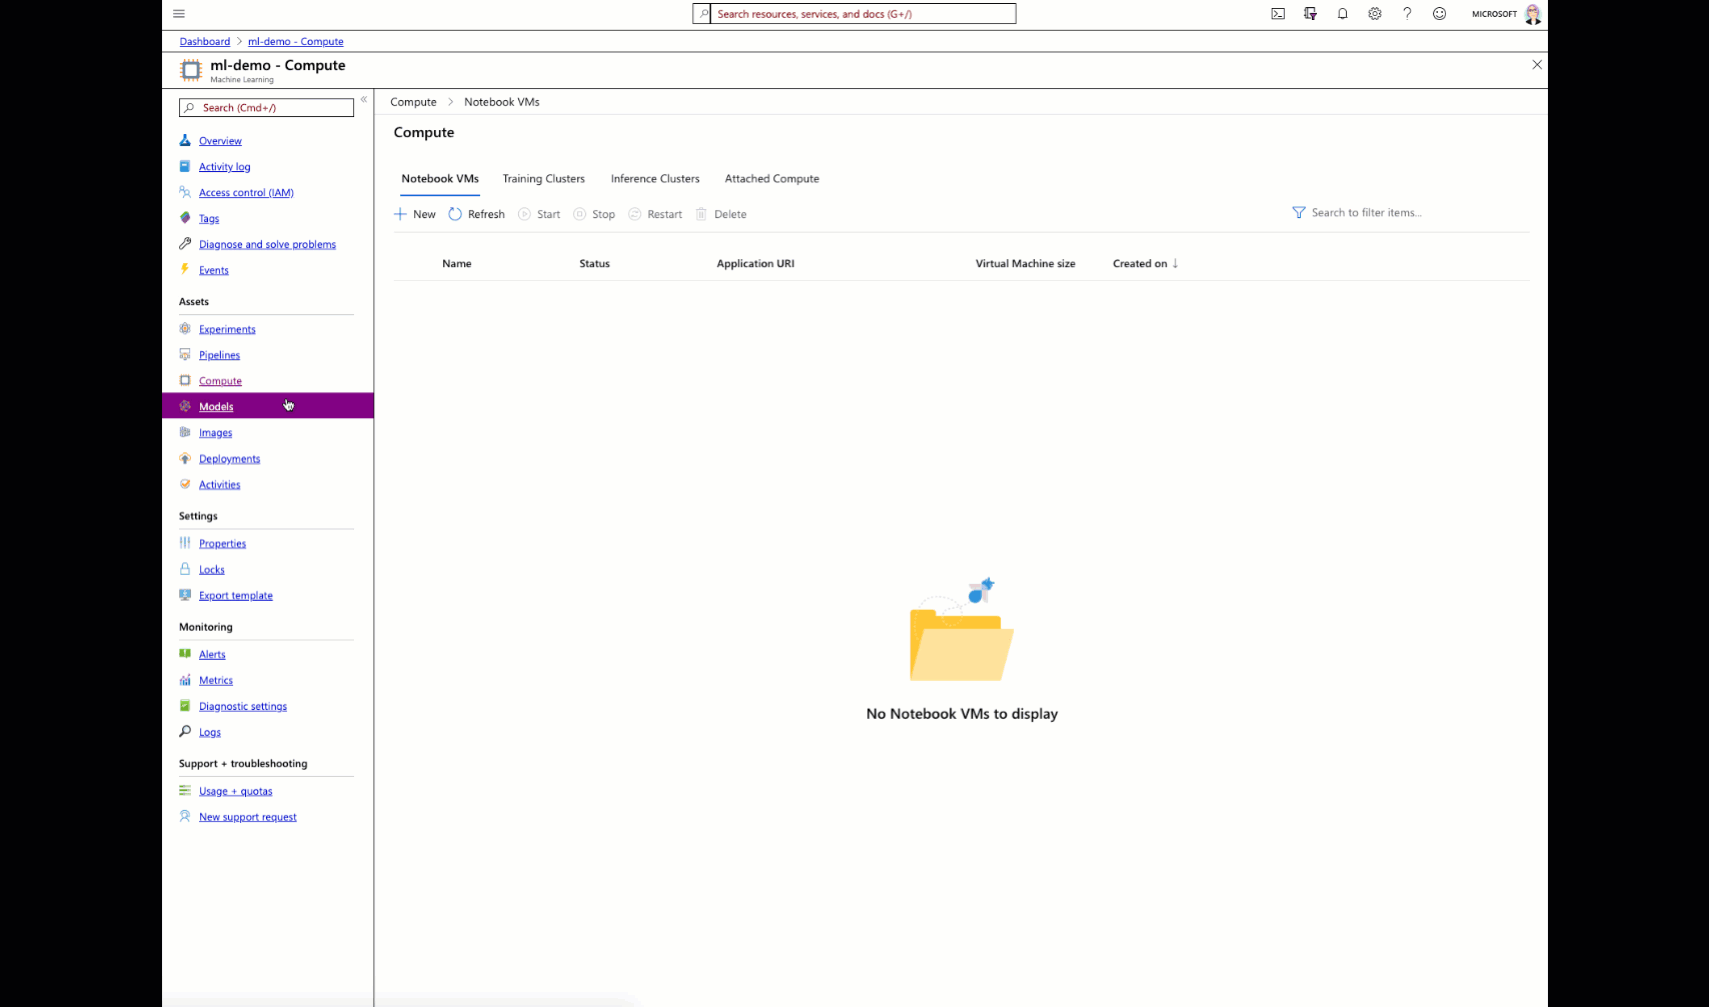 Search resources, services, and docs (G+/)
MICROSOFT
Dashboard > ml-demo - Compute
ml-demo - Compute
Machine Learning
Search (Cmd+/)
«
Overview
Activity log
Access control (IAM)
Tags
Diagnose and solve problems
Events
Assets
Experiments
Pipelines
Compute
Models
Images
Deployments
Activities
Settings
Properties
Locks
Export template
Monitoring
Alerts
Metrics
Diagnostic settings
Logs
Support + troubleshooting
Usage + quotas
New support request
Compute > Notebook VMs
Compute
Notebook VMs Training Clusters Inference Clusters Attached Compute
New Refresh Start Stop Restart Delete Search to filter items...
Name Status Application URI Virtual Machine size Created on ↓
No Notebook VMs to display